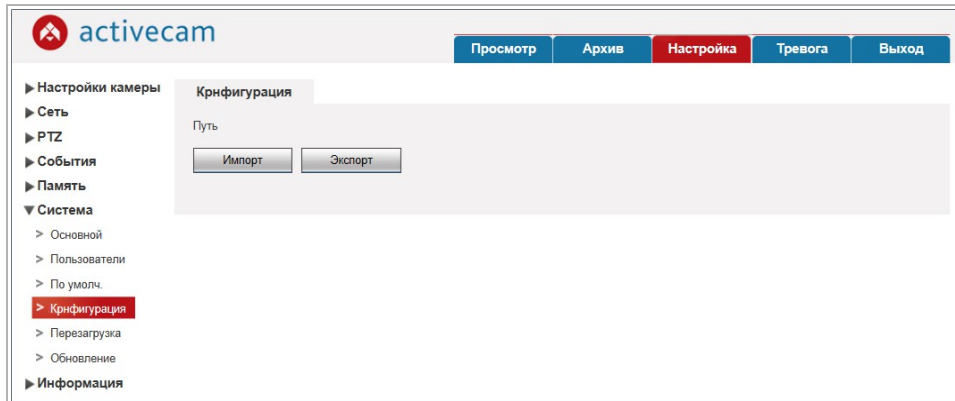 activecam
Просмотр Архив Настройка Тревога Выход
Настройки камеры
Сеть
PTZ
События
Память
Система
> Основной
> Пользователи
> По умолч.
> Крнфигурация
> Перезагрузка
> Обновление
Информация
Крнфигурация
Путь
Импорт Экспорт